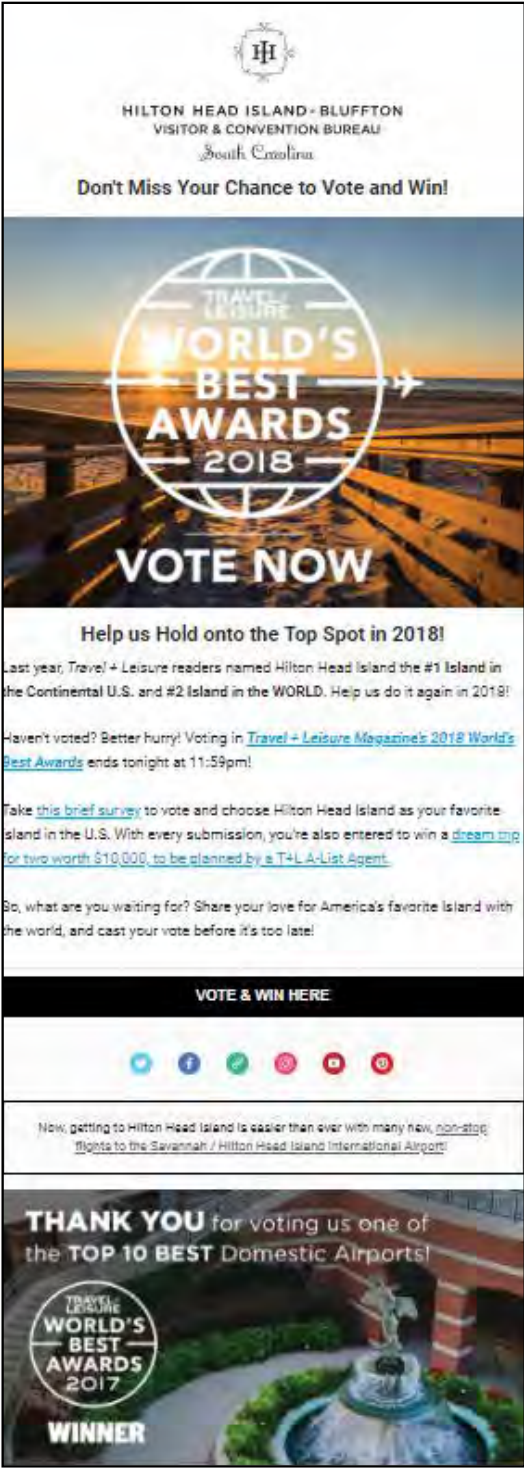 HILTON HEAD ISLAND-BLUFFTON
VISITOR & CONVENTION BUREAU
South Carolina
Don't Miss Your Chance to Vote and Win!
TRAVEL+
LEISURE
WORLD'S
BEST
AWARDS
2018
VOTE NOW
Help us Hold onto the Top Spot in 2018!
Last year, Travel + Leisure readers named Hilton Head Island the #1 Island in
the Continental U.S. and #2 Island in the WORLD. Help us do it again in 2018!
Haven't voted? Better hurry! Voting in Travel + Leisure Magazine's 2018 World's
Best Awards ends tonight at 11:59pm!
Take this brief survey to vote and choose Hilton Head Island as your favorite
island in the U.S. With every submission, you're also entered to win a dream trip
for two worth $10,000, to be planned by a T+L A-List Agent.
So, what are you waiting for? Share your love for America's favorite Island with
the world, and cast your vote before it's too late!
VOTE & WIN HERE
Now, getting to Hilton Head Island is easier than ever with many new, non-stop
flights to the Savannah / Hilton Head Island International Airport!
THANK YOU for voting us one of
the TOP 10 BEST Domestic Airports!
TRAVEL+
LEISURE
WORLD'S
BEST
AWARDS
2017
WINNER